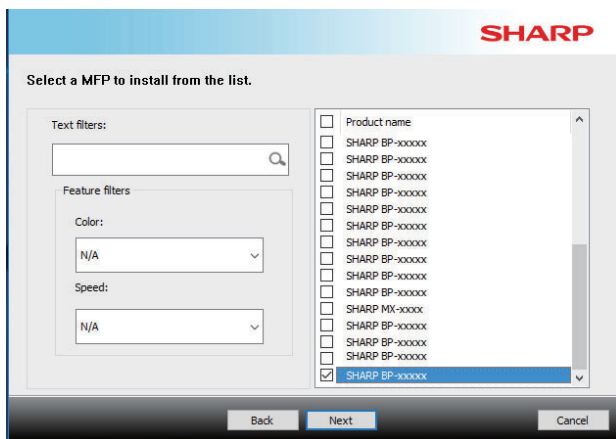 SHARP
Select a MFP to install from the list.
Text filters:
Feature filters
Color:
N/A
Speed:
N/A
Product name
SHARP BP-xxxxx
SHARP BP-xxxxx
SHARP BP-xxxxx
SHARP BP-xxxxx
SHARP BP-xxxxx
SHARP BP-xxxxx
SHARP BP-xxxxx
SHARP BP-xxxxx
SHARP BP-xxxxx
SHARP BP-xxxxx
SHARP MX-xxxx
SHARP BP-xxxxx
SHARP BP-xxxxx
SHARP BP-xxxxx
SHARP BP-xxxxx
Back
Next
Cancel